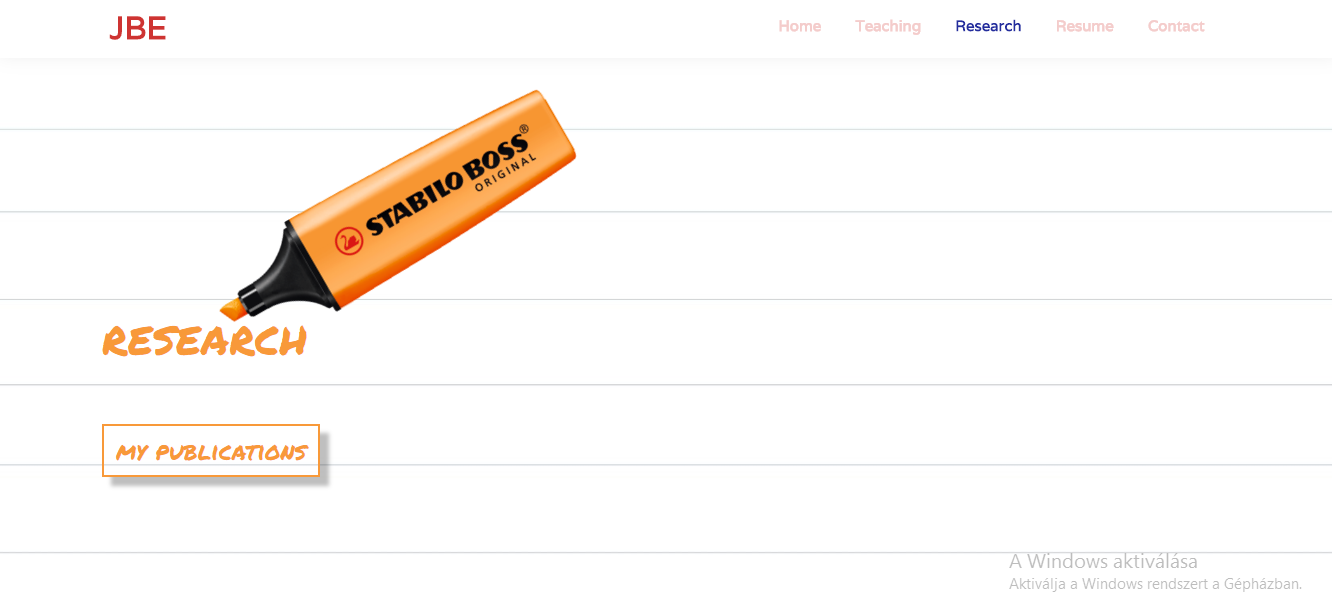 JBE
Home Teaching Research Resume Contact
STABILO BOSS®
ORIGINAL
RESEARCH
MY PUBLICATIONS
A Windows aktiválása
Aktiválja a Windows rendszert a Gépházban.